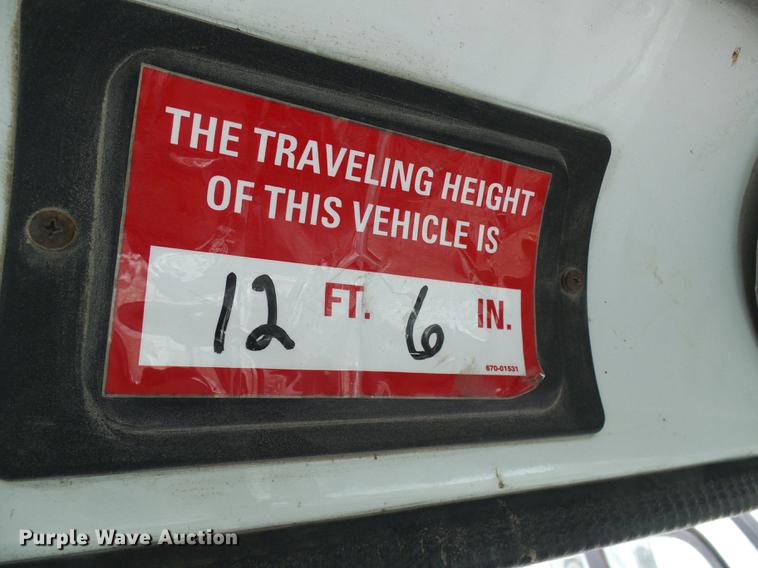 THE TRAVELING HEIGHT
OF THIS VEHICLE IS
12 FT. 6 IN.
670-01531
Purple Wave Auction